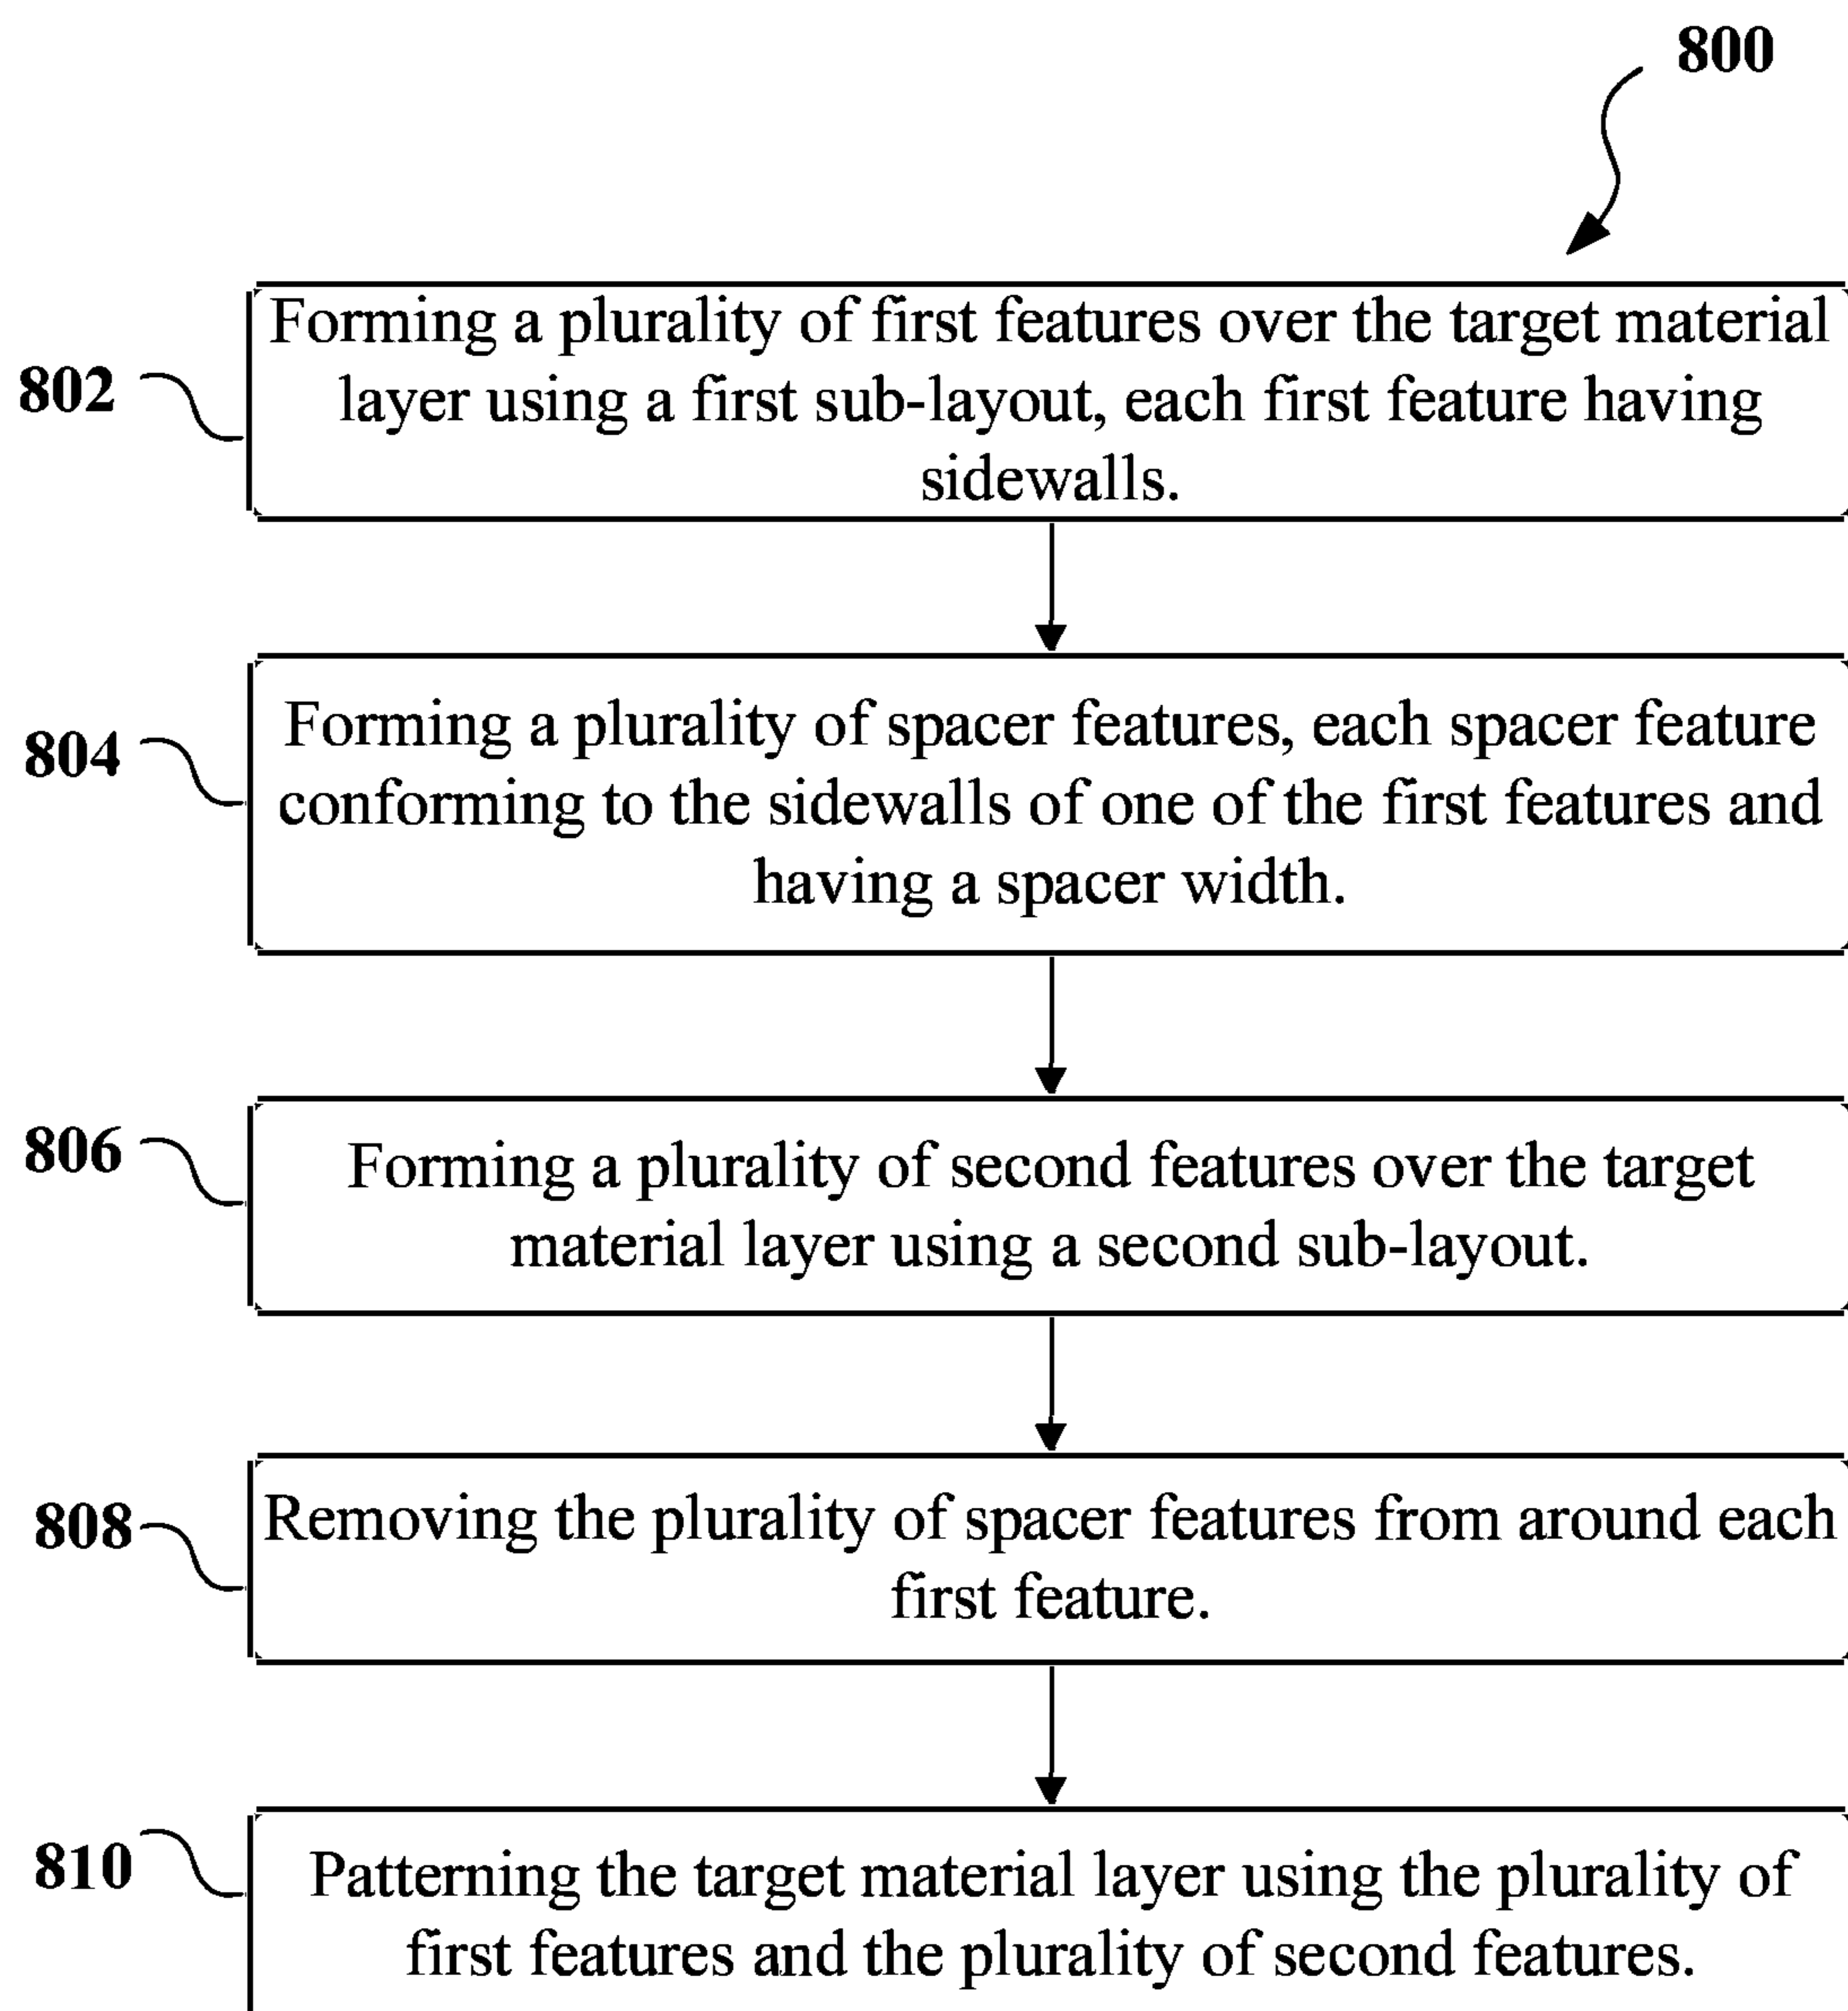 800
802
Forming a plurality of first features over the target material
layer using a first sub-layout, each first feature having
sidewalls.
804
Forming a plurality of spacer features, each spacer feature
conforming to the sidewalls of one of the first features and
having a spacer width.
806
Forming a plurality of second features over the target
material layer using a second sub-layout.
808
Removing the plurality of spacer features from around each
first feature.
810
Patterning the target material layer using the plurality of
first features and the plurality of second features.